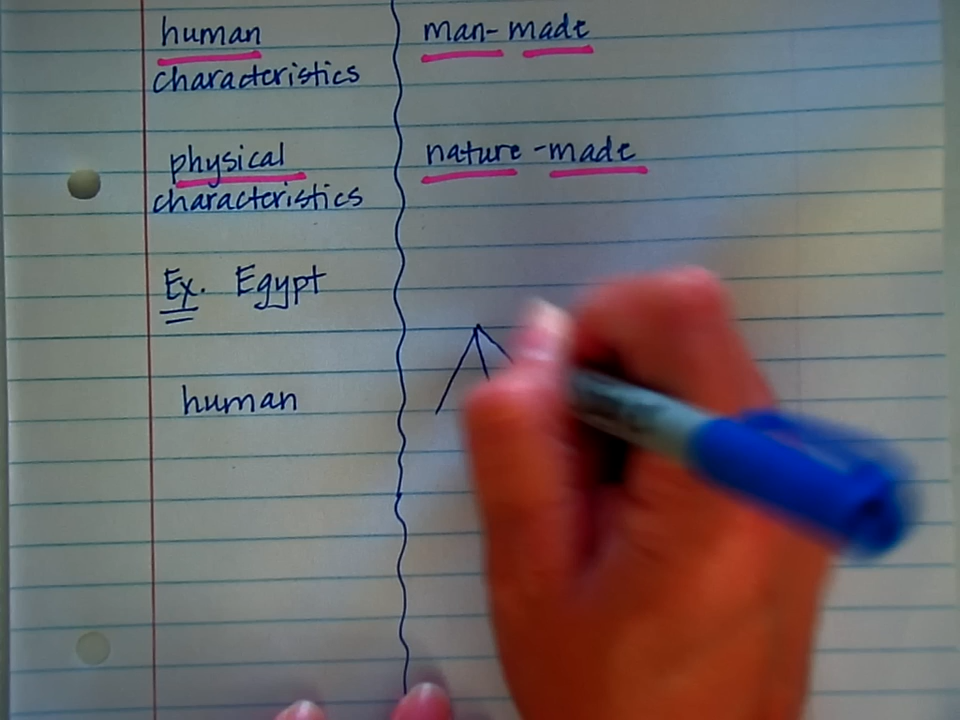 human man-made
characteristics
physical nature-made
characteristics
Ex. Egypt
human